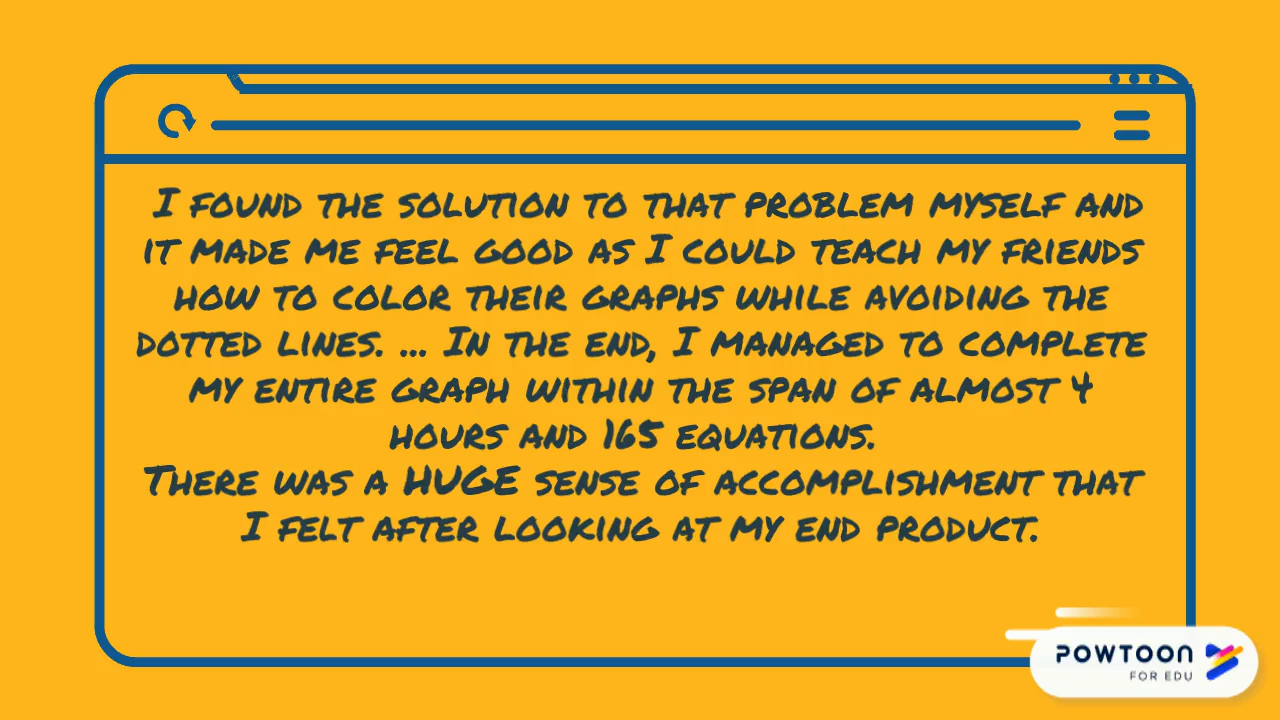 I found the solution to that problem myself and
it made me feel good as I could teach my friends
how to color their graphs while avoiding the
dotted lines. ... In the end, I managed to complete
my entire graph within the span of almost 4
hours and 165 equations.
There was a HUGE sense of accomplishment that
I felt after looking at my end product.
POWTOON
FOR EDU